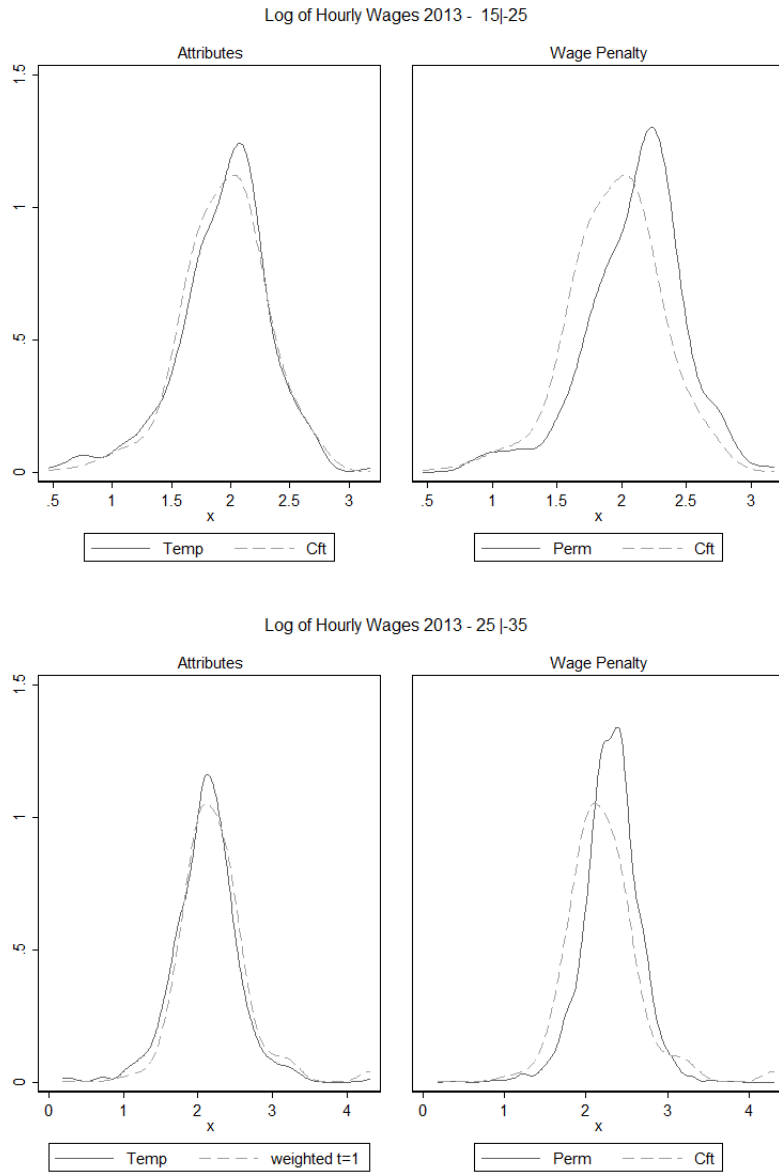 Log of Hourly Wages 2013 - 15|-25
Attributes
Wage Penalty
1.5
1
.5
0
.5 1 1.5 2 2.5 3
.5 1 1.5 2 2.5 3
x
x
Temp Cft
Perm Cft
Log of Hourly Wages 2013 - 25 |-35
Attributes
Wage Penalty
1.5
1
.5
0
0 1 2 3 4
0 1 2 3 4
x
x
Temp weighted t=1
Perm Cft